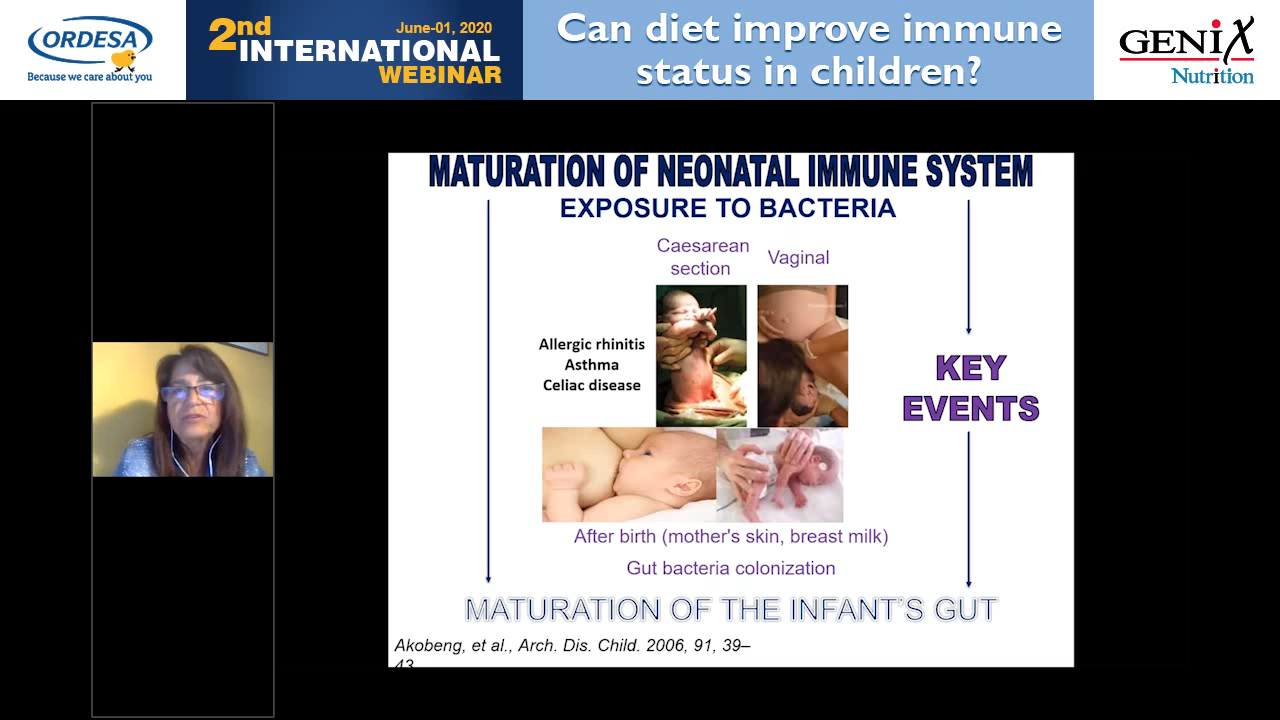 ORDESA
Because we care about you
2nd
June-01, 2020
INTERNATIONAL
WEBINAR
Can diet improve immune
status in children?
GENiX
Nutrition
MATURATION OF NEONATAL IMMUNE SYSTEM
EXPOSURE TO BACTERIA
Caesarean
section
Vaginal
Allergic rhinitis
Asthma
Celiac disease
KEY
EVENTS
After birth (mother's skin, breast milk)
Gut bacteria colonization
MATURATION OF THE INFANT'S GUT
Akobeng, et al., Arch. Dis. Child. 2006, 91, 39–
43